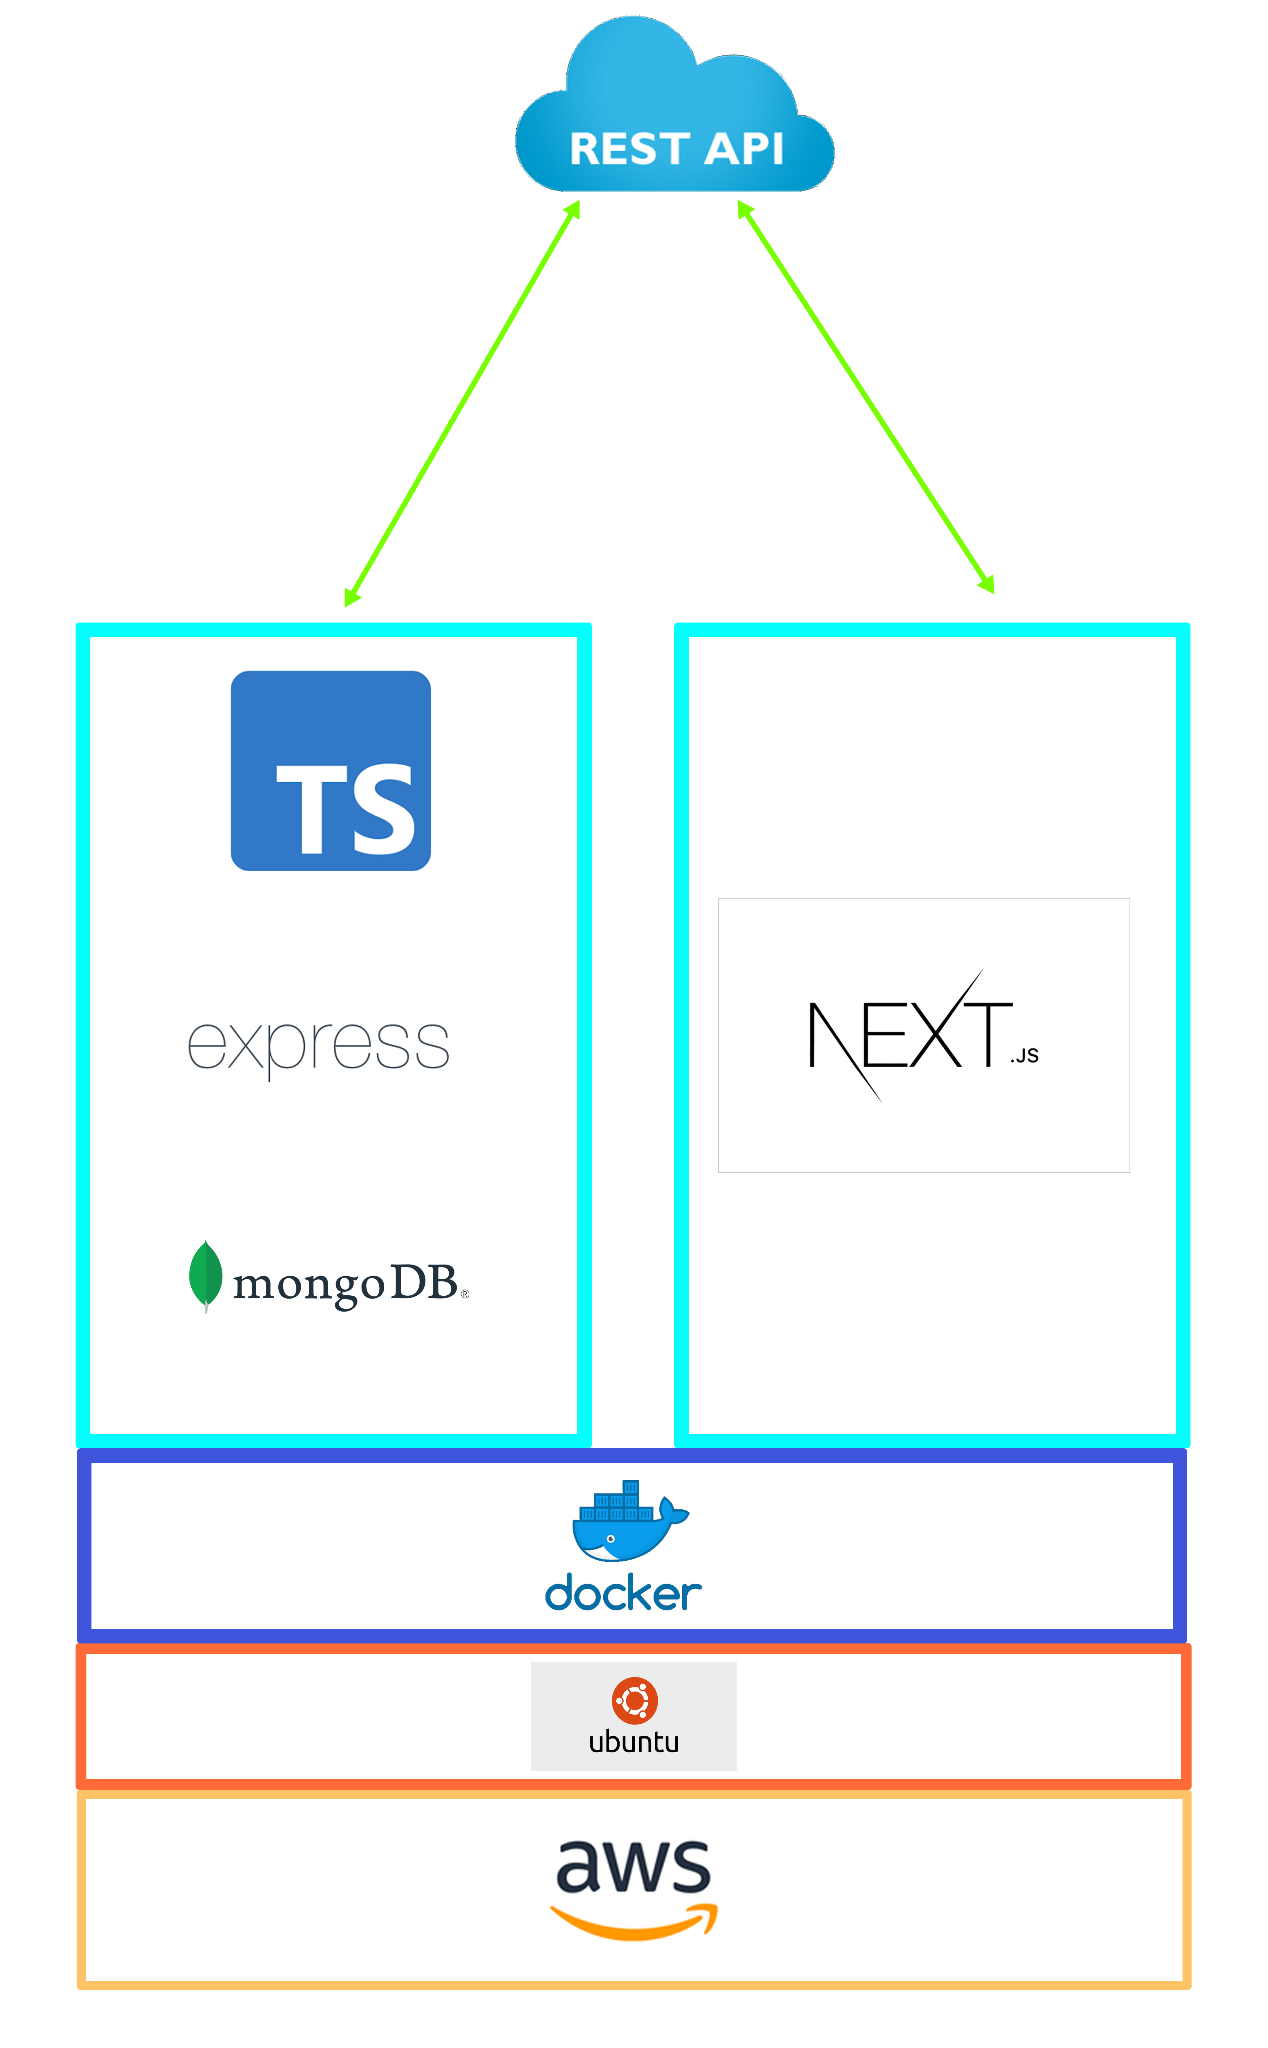 REST API
TS
express
NEXT.JS
mongoDB®
docker
ubuntu
aws